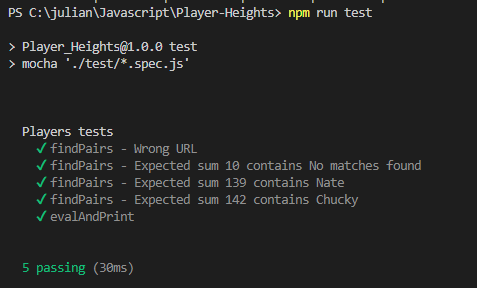 PS C:\julian\Javascript\Player-Heights> npm run test
> Player_Heights@1.0.0 test
> mocha './test/*.spec.js'
Players tests
✓ findPairs - Wrong URL
✓ findPairs - Expected sum 10 contains No matches found
✓ findPairs - Expected sum 139 contains Nate
✓ findPairs - Expected sum 142 contains Chucky
✓ evalAndPrint
5 passing (30ms)